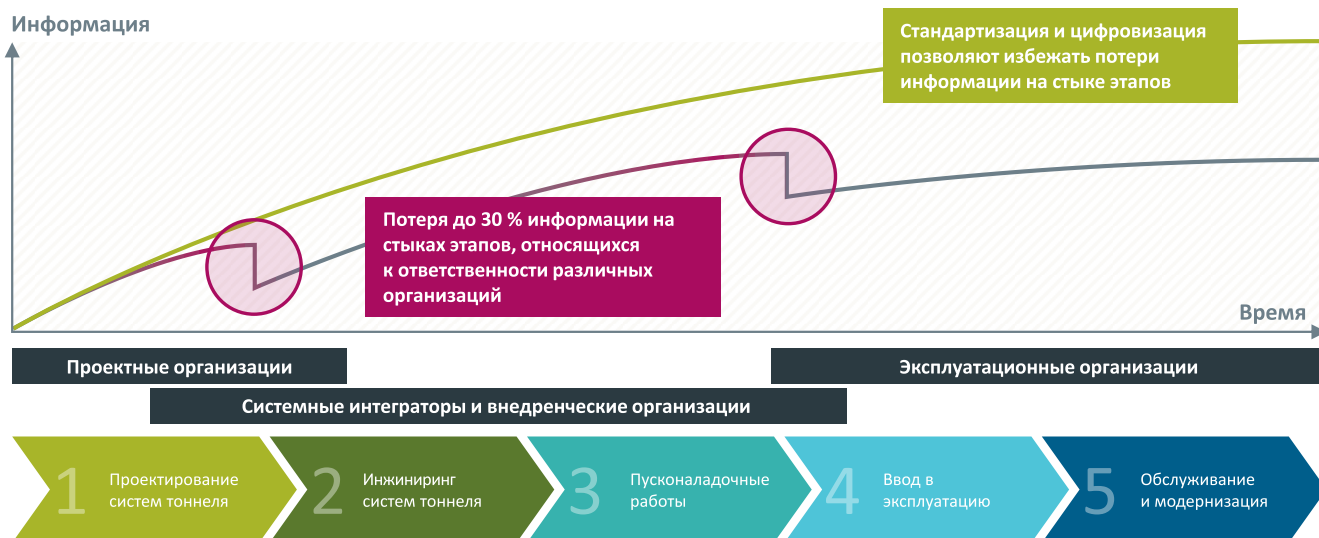 Информация
Стандартизация и цифровизация
позволяют избежать потери
информации на стыке этапов
Потеря до 30 % информации на
стыках этапов, относящихся
к ответственности различных
организаций
Время
Проектные организации
Эксплуатационные организации
Системные интеграторы и внедренческие организации
1
Проектирование
систем тоннеля
2
Инжиниринг
систем тоннеля
3
Пусконаладочные
работы
4
Ввод в
эксплуатацию
5
Обслуживание
и модернизация